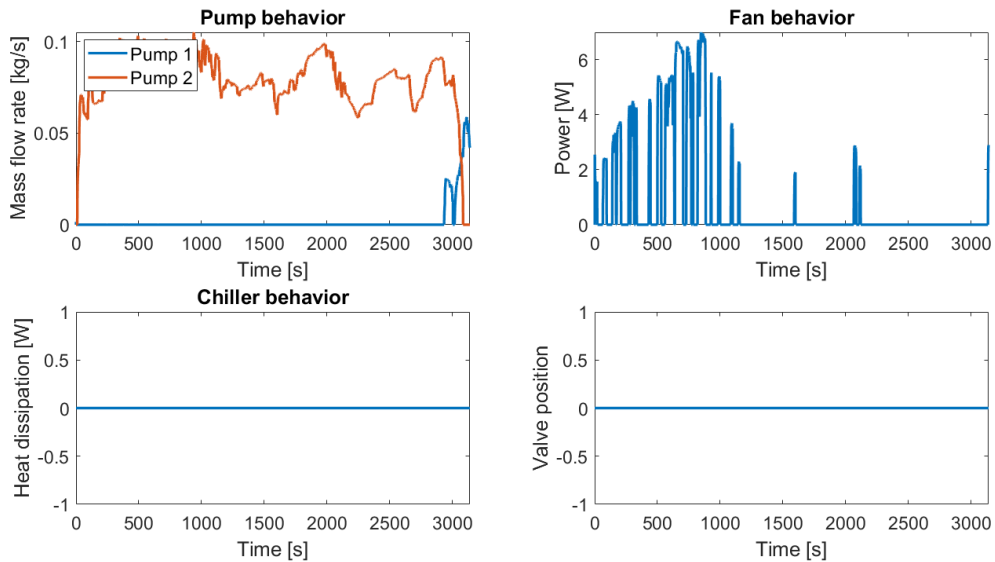 Pump behavior
Mass flow rate [kg/s]
0.1
0.05
0
Pump 1
Pump 2
0 500 1000 1500 2000 2500 3000
Time [s]
Fan behavior
Power [W]
6
4
2
0
0 500 1000 1500 2000 2500 3000
Time [s]
Chiller behavior
Heat dissipation [W]
1
0.5
0
-0.5
-1
0 500 1000 1500 2000 2500 3000
Time [s]
Valve position
1
0.5
0
-0.5
-1
0 500 1000 1500 2000 2500 3000
Time [s]